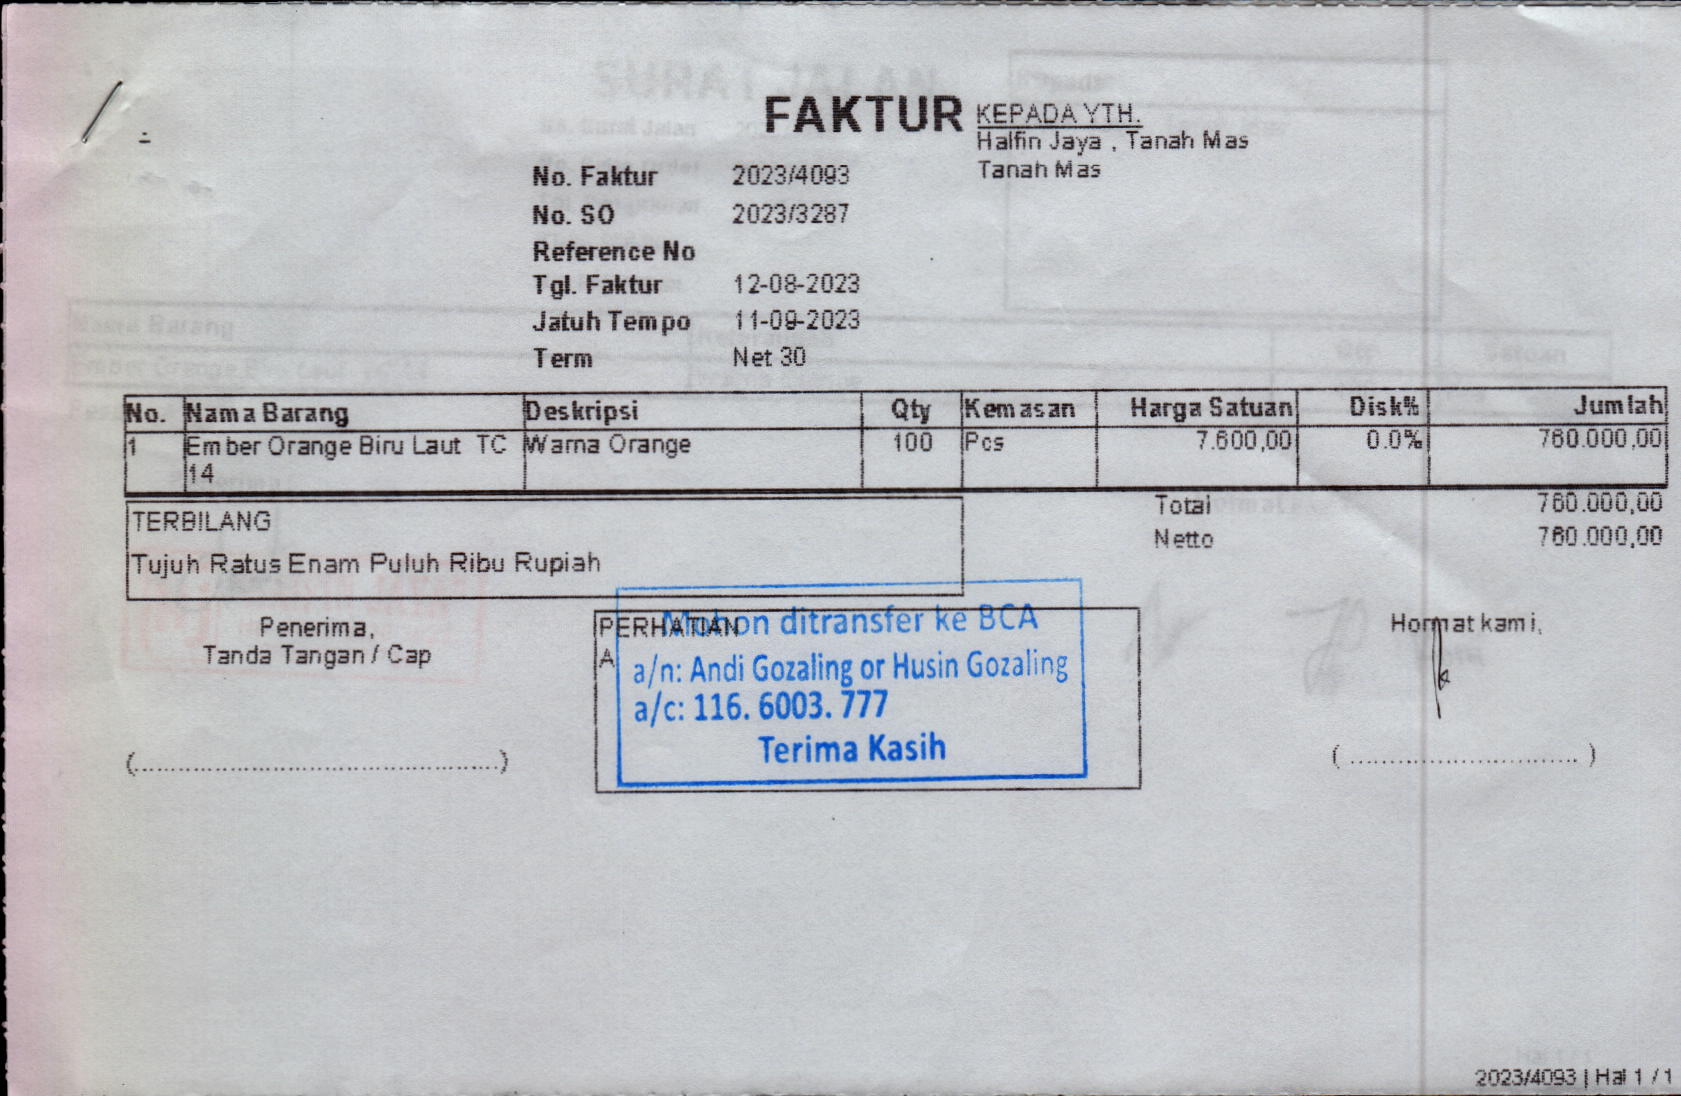 FAKTUR
KEPADA YTH.
Halfin Jaya , Tanah Mas
Tanah Mas
No. Faktur 2023/4093
No. SO 2023/3287
Reference No
Tgl. Faktur 12-08-2023
Jatuh Tempo 11-09-2023
Term Net 30
No. Nama Barang Deskripsi Qty Kemasan Harga Satuan Disk% Jumlah
1 Ember Orange Biru Laut TC Warna Orange 100 Pcs 7.600,00 0.0% 760.000,00
14
Total 760.000,00
Netto 760.000,00
TERBILANG
Tujuh Ratus Enam Puluh Ribu Rupiah
Penerima,
Tanda Tangan / Cap
(..............................................)
PERHATIAN
A
Mohon ditransfer ke BCA
a/n: Andi Gozaling or Husin Gozaling
a/c: 116. 6003. 777
Terima Kasih
Hormat kami,
( ............................. )
2023/4093 | Hal 1 / 1